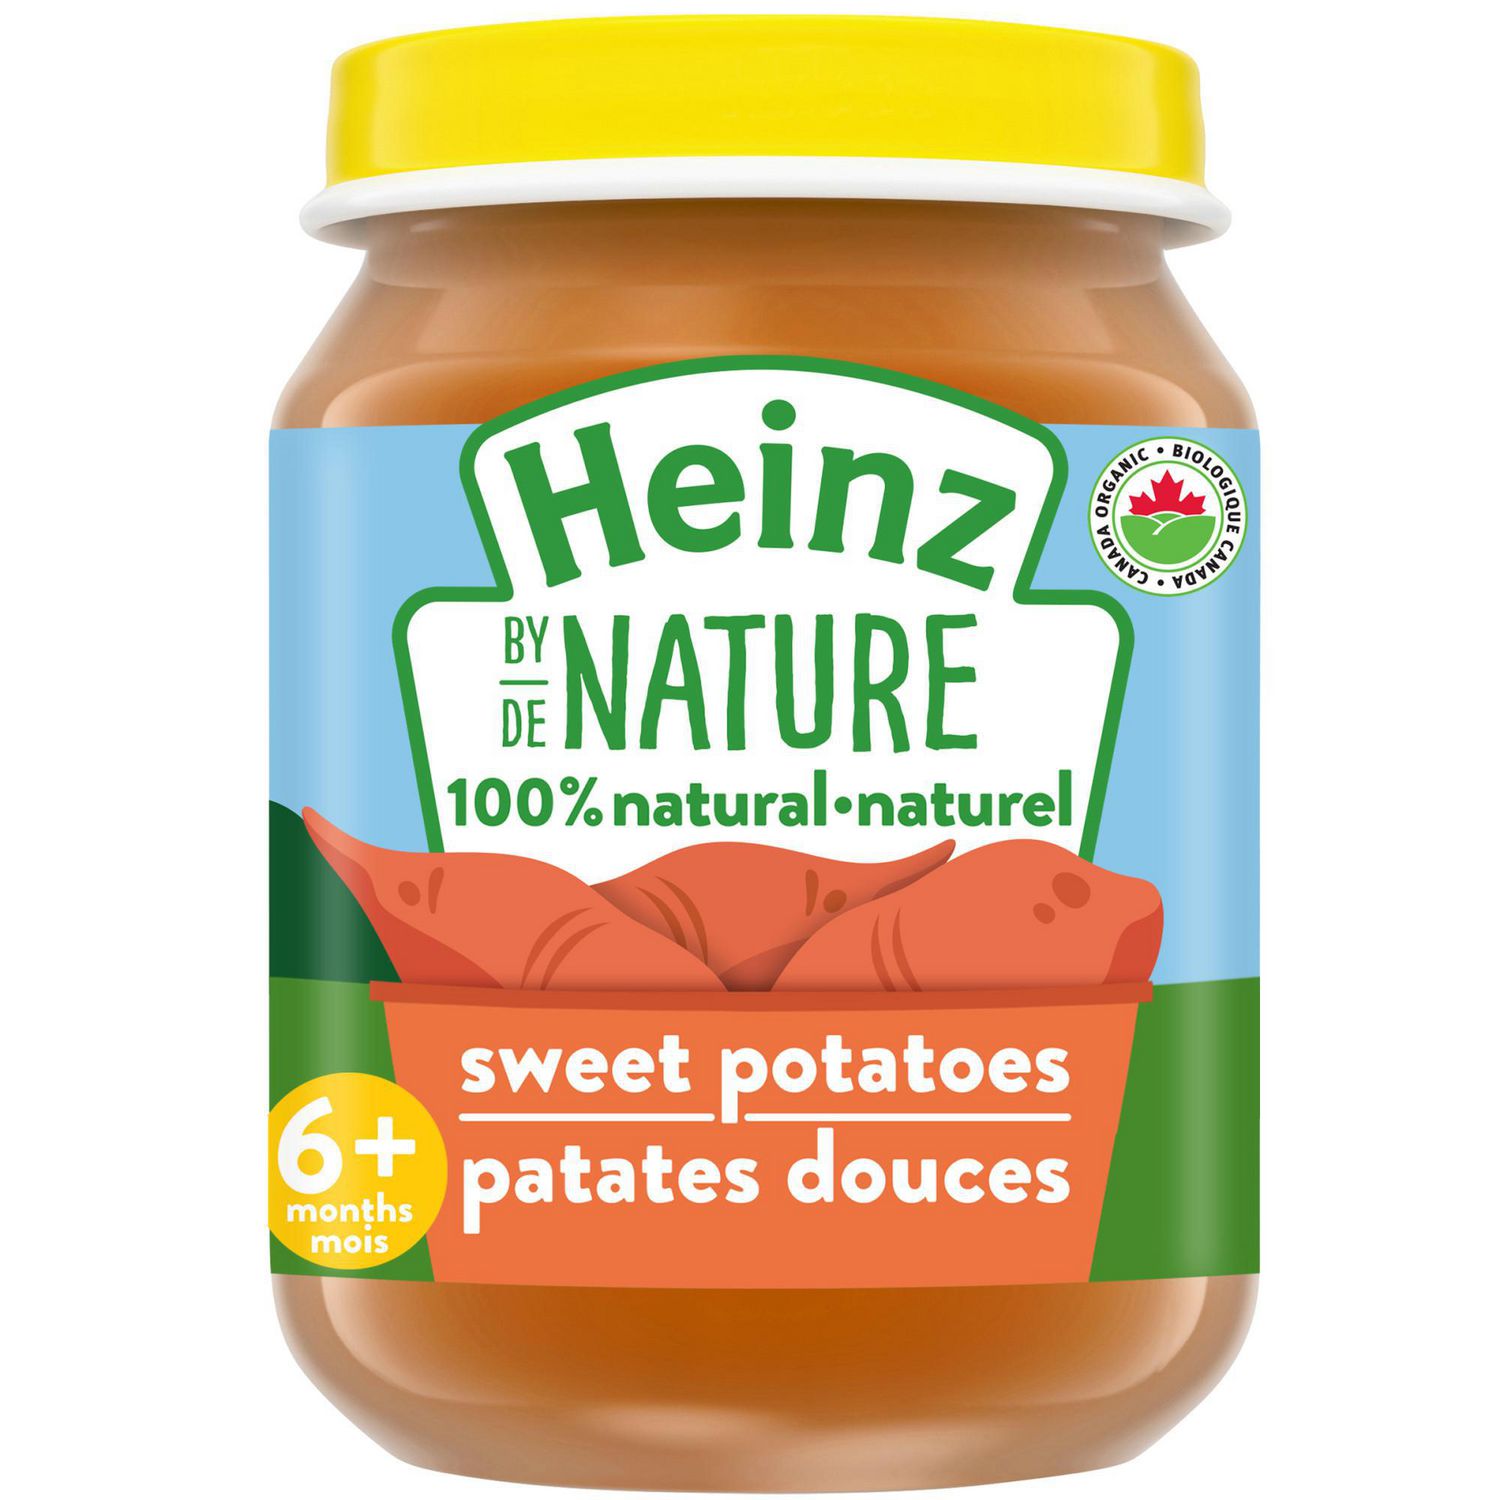 Heinz
BY
DE
NATURE
100% natural•naturel
CANADA ORGANIC • BIOLOGIQUE CANADA •
sweet potatoes
patates douces
6+
months
mois